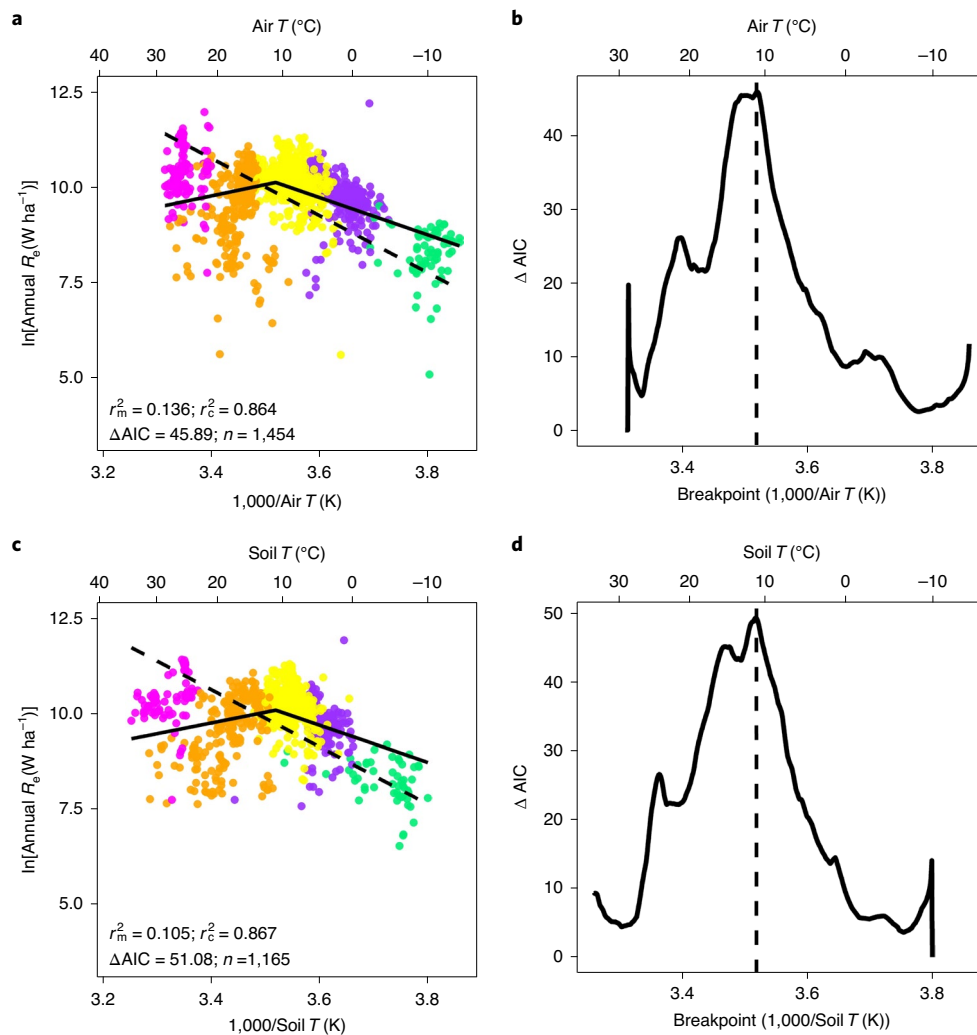 a
Air T (°C)
40 30 20 10 0 −10
12.5
10.0
7.5
5.0
ln[Annual Re(W ha−1)]
r2m = 0.136; r2c = 0.864
ΔAIC = 45.89; n = 1,454
3.2 3.4 3.6 3.8
1,000/Air T (K)
b
Air T (°C)
30 20 10 0 −10
40
30
20
10
0
Δ AIC
3.4 3.6 3.8
Breakpoint (1,000/Air T (K))
c
Soil T (°C)
40 30 20 10 0 −10
12.5
10.0
7.5
5.0
ln[Annual Re(W ha−1)]
r2m = 0.105; r2c = 0.867
ΔAIC = 51.08; n =1,165
3.2 3.4 3.6 3.8
1,000/Soil T (K)
d
Soil T (°C)
30 20 10 0 −10
50
40
30
20
10
0
Δ AIC
3.4 3.6 3.8
Breakpoint (1,000/Soil T (K))